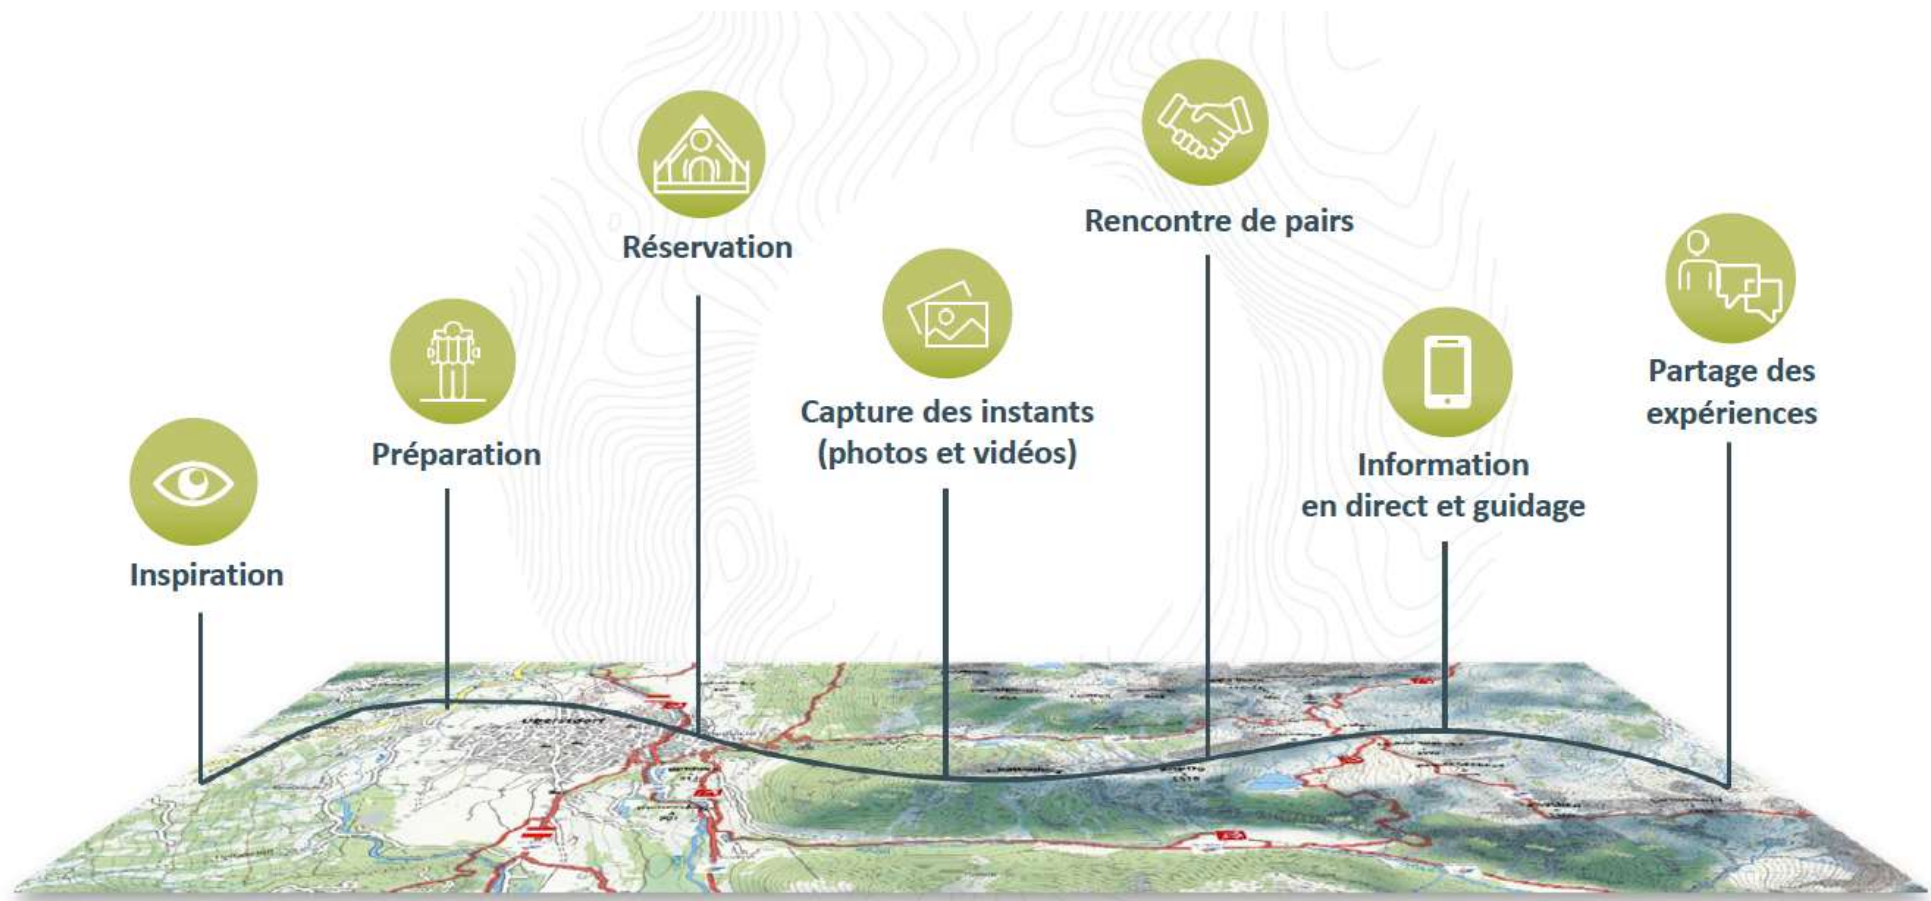 Rencontre de pairs
Réservation
Partage des
expériences
Capture des instants
(photos et vidéos)
Préparation
Information
en direct et guidage
Inspiration